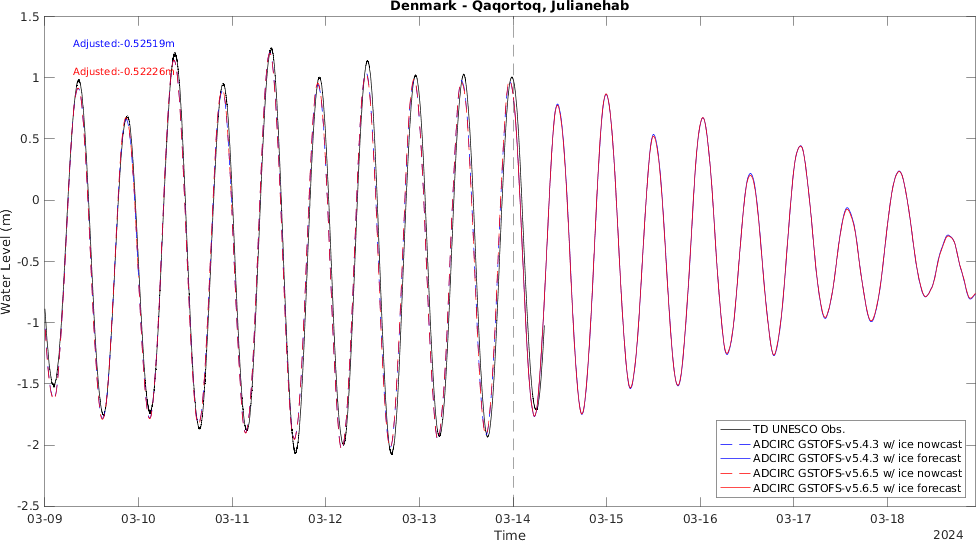 Denmark - Qaqortoq, Julianehab
Adjusted:-0.52519m
Adjusted:-0.52226m
Water Level (m)
1.5
1
0.5
0
-0.5
-1
-1.5
-2
-2.5
03-09 03-10 03-11 03-12 03-13 03-14 03-15 03-16 03-17 03-18
Time
2024
TD UNESCO Obs.
ADCIRC GSTOFS-v5.4.3 w/ ice nowcast
ADCIRC GSTOFS-v5.4.3 w/ ice forecast
ADCIRC GSTOFS-v5.6.5 w/ ice nowcast
ADCIRC GSTOFS-v5.6.5 w/ ice forecast